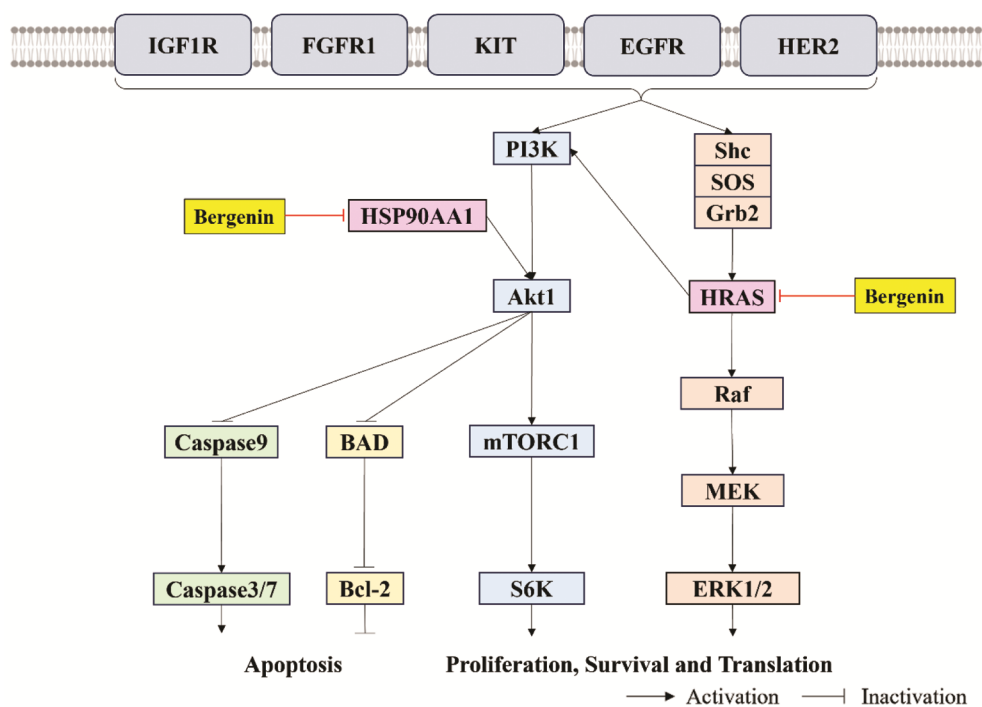 IGF1R FGFR1 KIT EGFR HER2
PI3K Shc
SOS
Bergenin HSP90AA1 Grb2
Akt1 HRAS Bergenin
Raf
Caspase9 BAD mTORC1
MEK
Caspase3/7 Bcl-2 S6K ERK1/2
Apoptosis Proliferation, Survival and Translation
Activation Inactivation